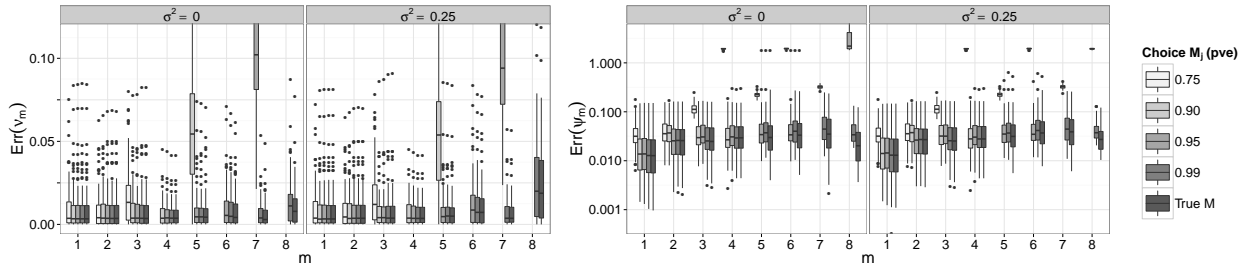 σ² = 0
σ² = 0.25
0.10
0.05
0.00
Err(ν_m)
1 2 3 4 5 6 7 8
1 2 3 4 5 6 7 8
m
σ² = 0
σ² = 0.25
1.000
0.100
0.010
0.001
Err(ψ_m)
1 2 3 4 5 6 7 8
1 2 3 4 5 6 7 8
m
Choice M_j (pve)
0.75
0.90
0.95
0.99
True M